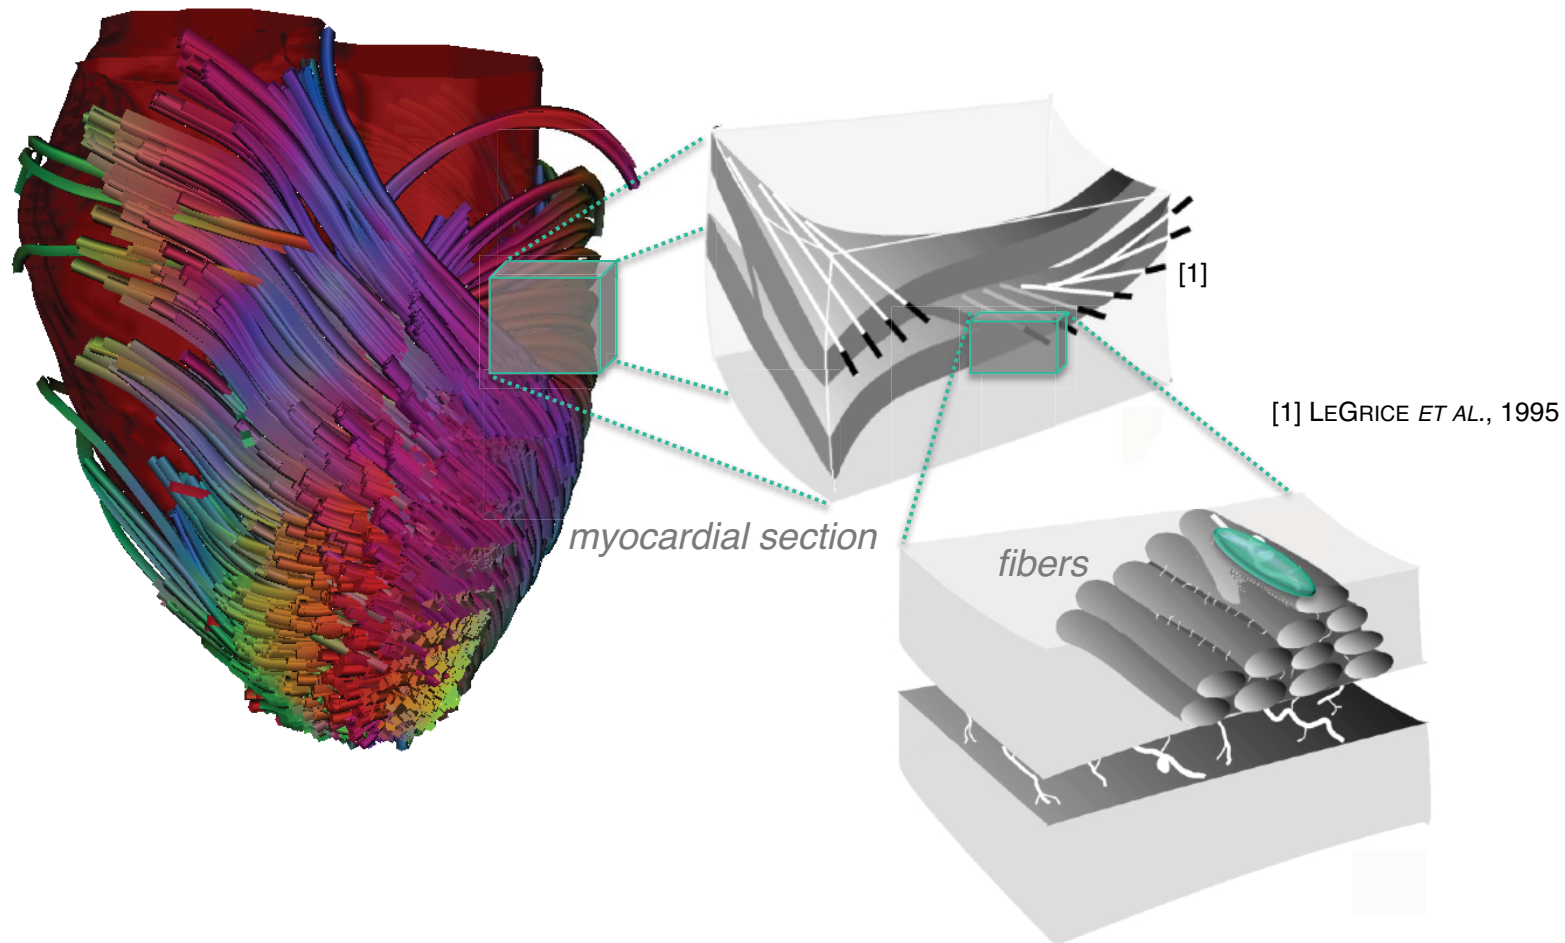 [1]
[1] LEGRICE ET AL., 1995
myocardial section
fibers